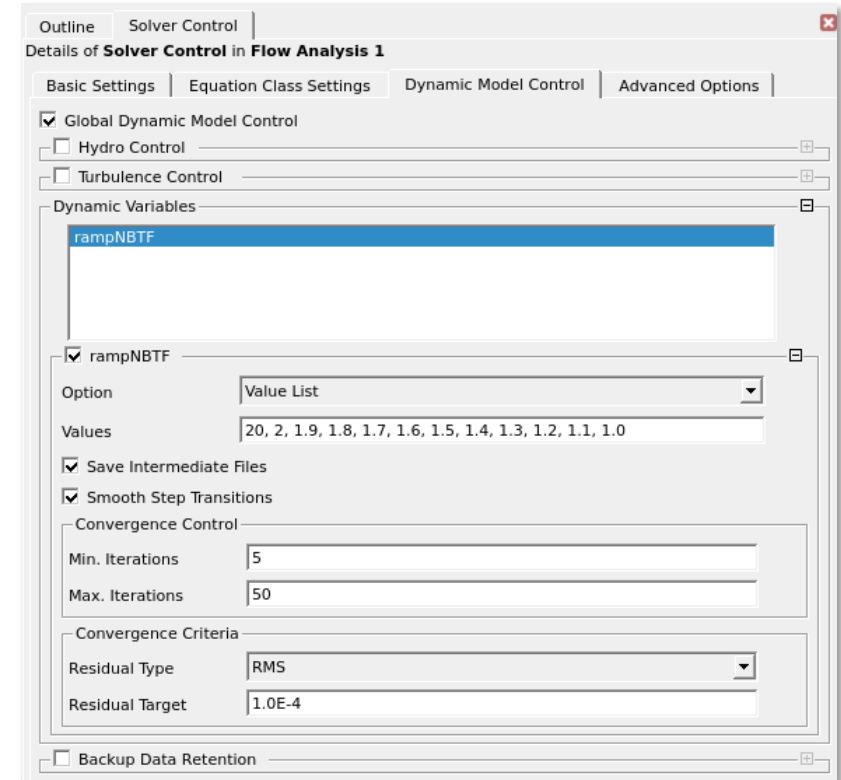 Outline Solver Control
Details of Solver Control in Flow Analysis 1
Basic Settings Equation Class Settings Dynamic Model Control Advanced Options
Global Dynamic Model Control
Hydro Control
Turbulence Control
Dynamic Variables
rampNBTF
rampNBTF
Option Value List
Values 20, 2, 1.9, 1.8, 1.7, 1.6, 1.5, 1.4, 1.3, 1.2, 1.1, 1.0
Save Intermediate Files
Smooth Step Transitions
Convergence Control
Min. Iterations 5
Max. Iterations 50
Convergence Criteria
Residual Type RMS
Residual Target 1.0E-4
Backup Data Retention